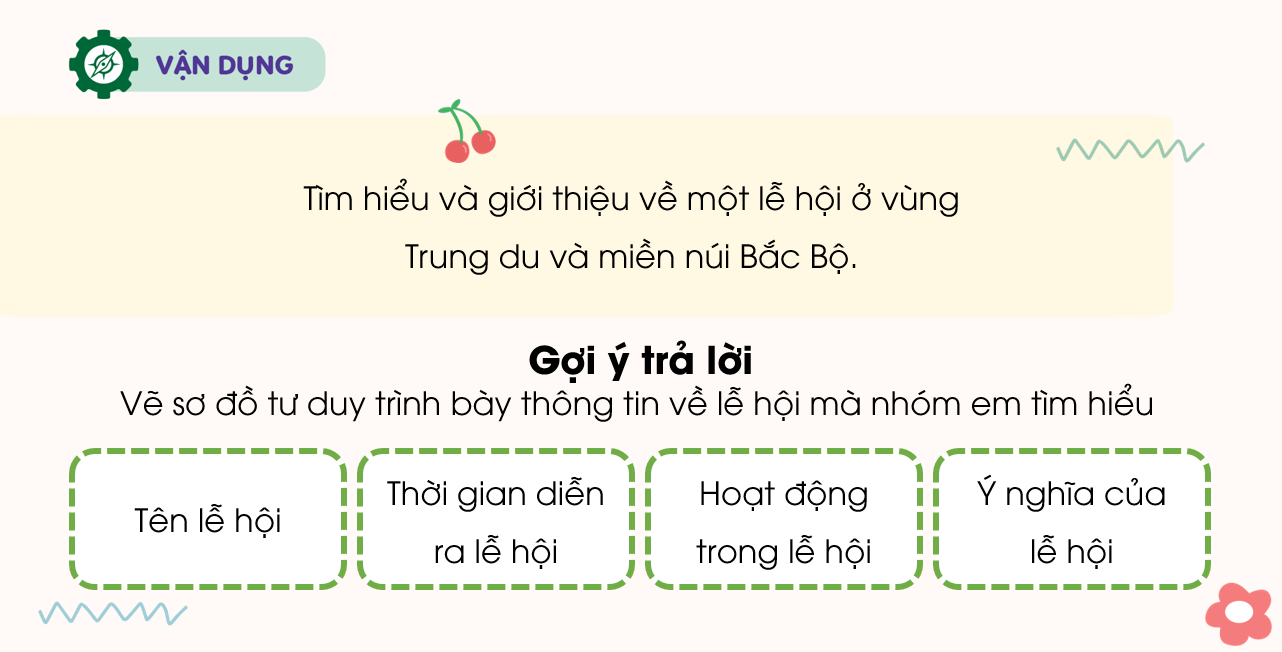 VẬN DỤNG
Tìm hiểu và giới thiệu về một lễ hội ở vùng
Trung du và miền núi Bắc Bộ.
Gợi ý trả lời
Vẽ sơ đồ tư duy trình bày thông tin về lễ hội mà nhóm em tìm hiểu
Tên lễ hội
Thời gian diễn
ra lễ hội
Hoạt động
trong lễ hội
Ý nghĩa của
lễ hội